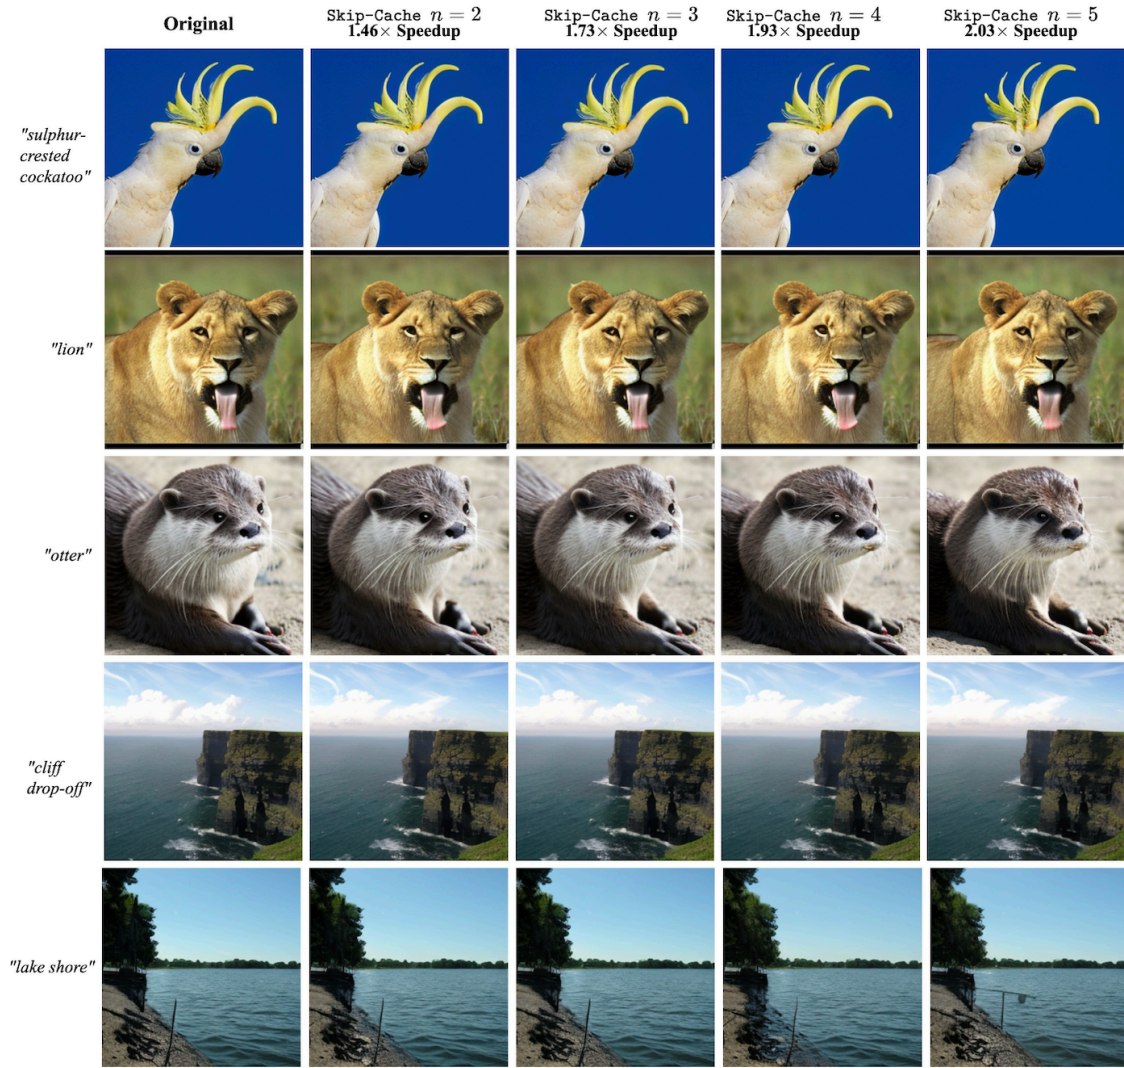 Original
Skip-Cache n = 2
1.46× Speedup
Skip-Cache n = 3
1.73× Speedup
Skip-Cache n = 4
1.93× Speedup
Skip-Cache n = 5
2.03× Speedup
"sulphur-
crested
cockatoo"
"lion"
"otter"
"cliff
drop-off"
"lake shore"